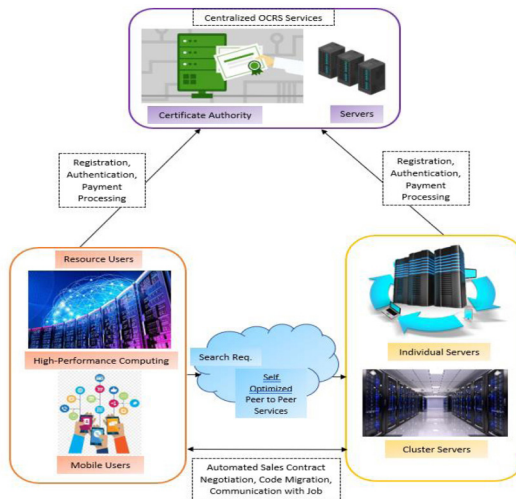 Centralized OCRS Services
Certificate Authority
Servers
Registration,
Authentication,
Payment
Processing
Registration,
Authentication,
Payment
Processing
Resource Users
High-Performance Computing
Mobile Users
Search Req.
Self-
Optimized
Peer to Peer
Services
Individual Servers
Cluster Servers
Automated Sales Contract
Negotiation, Code Migration,
Communication with Job